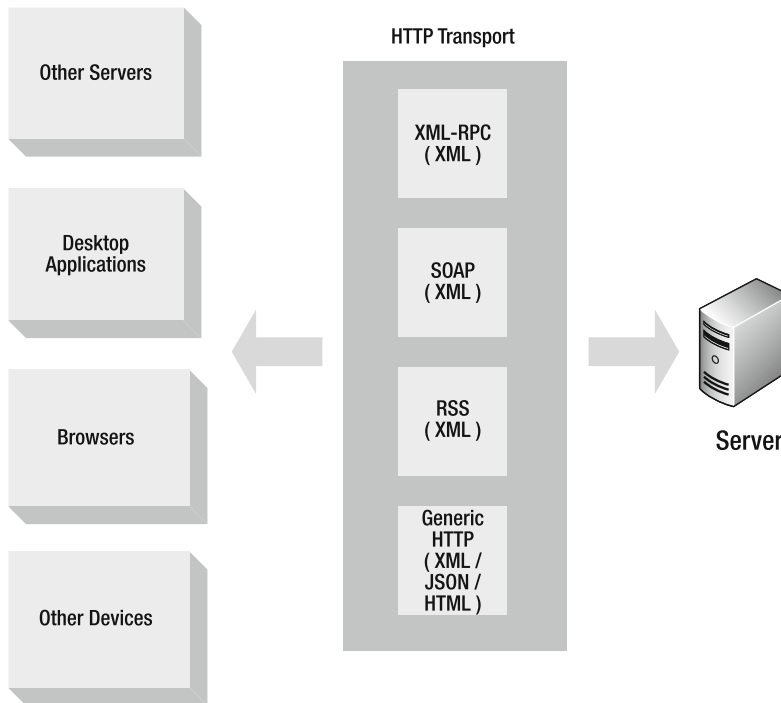 Other Servers
Desktop
Applications
Browsers
Other Devices
HTTP Transport
XML-RPC
( XML )
SOAP
( XML )
RSS
( XML )
Generic
HTTP
( XML /
JSON /
HTML )
Server